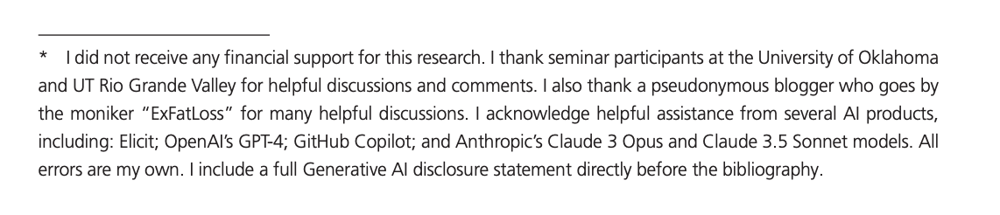 * I did not receive any financial support for this research. I thank seminar participants at the University of Oklahoma
and UT Rio Grande Valley for helpful discussions and comments. I also thank a pseudonymous blogger who goes by
the moniker “ExFatLoss” for many helpful discussions. I acknowledge helpful assistance from several AI products,
including: Elicit; OpenAI’s GPT-4; GitHub Copilot; and Anthropic’s Claude 3 Opus and Claude 3.5 Sonnet models. All
errors are my own. I include a full Generative AI disclosure statement directly before the bibliography.